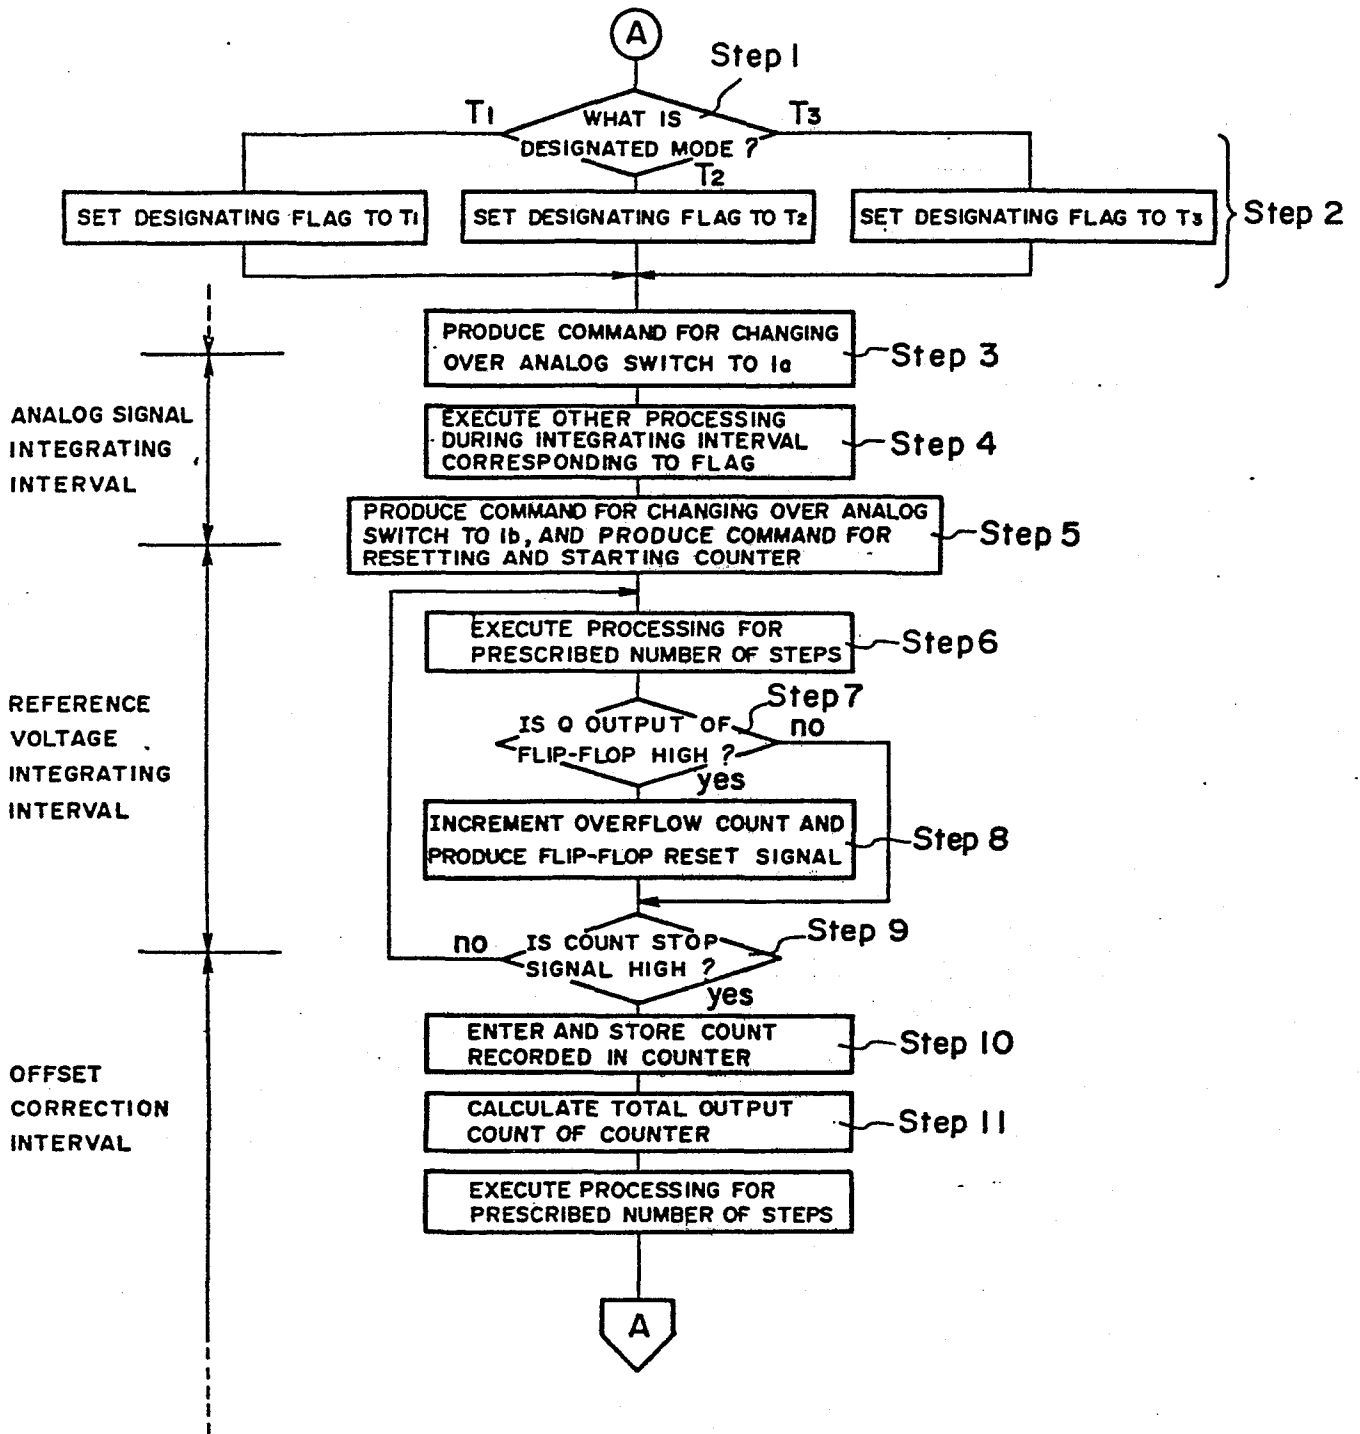 A
Step 1
T1
WHAT IS
DESIGNATED MODE ?
T3
T2
SET DESIGNATING FLAG TO T1
SET DESIGNATING FLAG TO T2
SET DESIGNATING FLAG TO T3
Step 2
PRODUCE COMMAND FOR CHANGING
OVER ANALOG SWITCH TO 1a
Step 3
ANALOG SIGNAL
INTEGRATING
INTERVAL
EXECUTE OTHER PROCESSING
DURING INTEGRATING INTERVAL
CORRESPONDING TO FLAG
Step 4
PRODUCE COMMAND FOR CHANGING OVER ANALOG
SWITCH TO 1b, AND PRODUCE COMMAND FOR
RESETTING AND STARTING COUNTER
Step 5
EXECUTE PROCESSING FOR
PRESCRIBED NUMBER OF STEPS
Step 6
REFERENCE
VOLTAGE
INTEGRATING
INTERVAL
Step 7
IS Q OUTPUT OF
FLIP-FLOP HIGH ?
no
yes
INCREMENT OVERFLOW COUNT AND
PRODUCE FLIP-FLOP RESET SIGNAL
Step 8
no
IS COUNT STOP
SIGNAL HIGH ?
Step 9
yes
ENTER AND STORE COUNT
RECORDED IN COUNTER
Step 10
OFFSET
CORRECTION
INTERVAL
CALCULATE TOTAL OUTPUT
COUNT OF COUNTER
Step 11
EXECUTE PROCESSING FOR
PRESCRIBED NUMBER OF STEPS
A